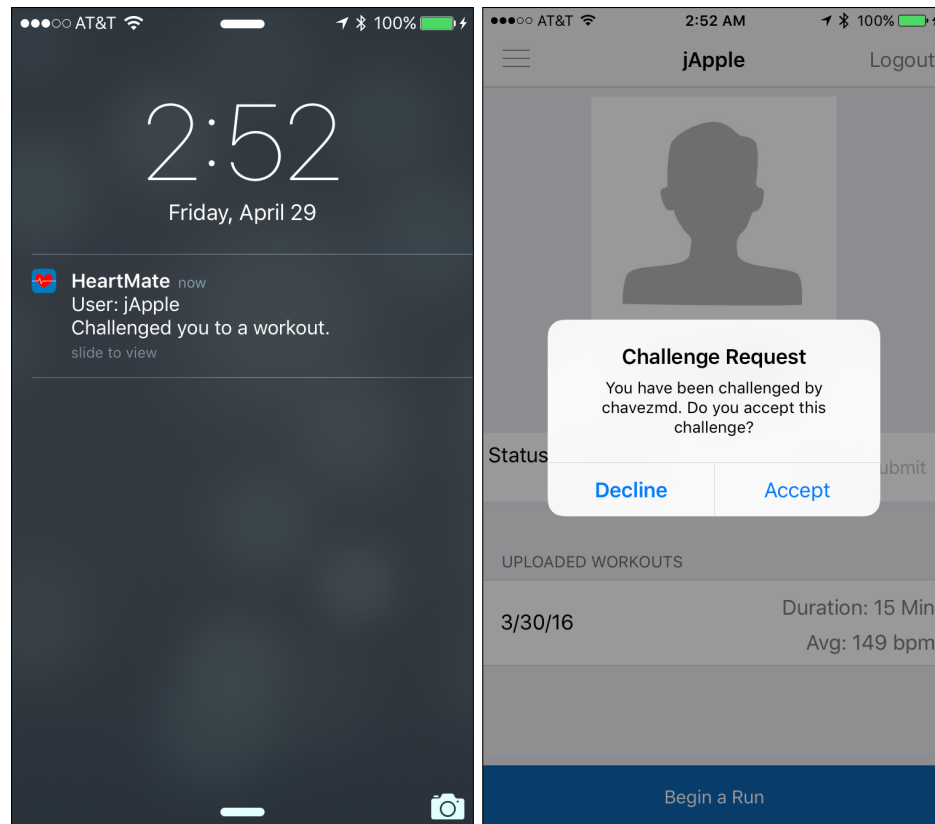 AT&T 100%
2:52
Friday, April 29
HeartMate now
User: jApple
Challenged you to a workout.
slide to view
AT&T 2:52 AM 100%
jApple Logout
Challenge Request
You have been challenged by
chavezmd. Do you accept this
challenge?
Status ubmit
Decline Accept
UPLOADED WORKOUTS
3/30/16
Duration: 15 Min
Avg: 149 bpm
Begin a Run